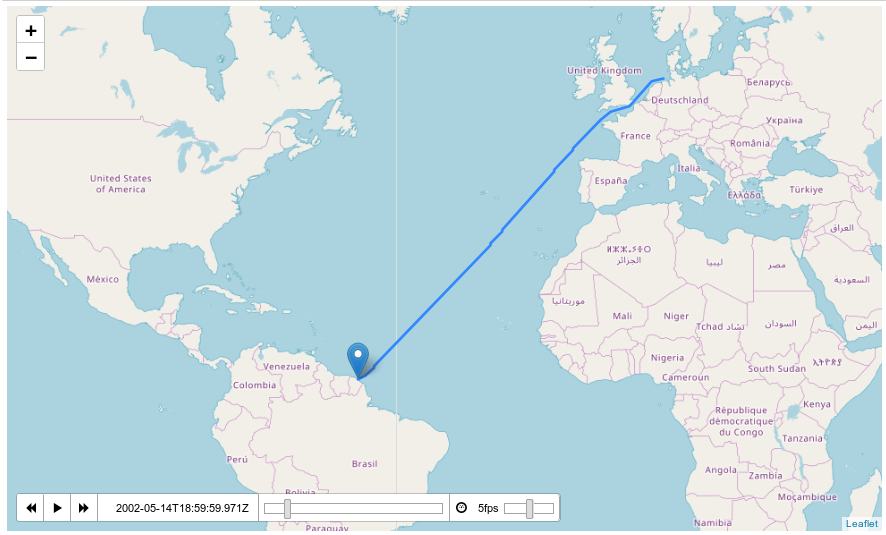 +
−
United Kingdom
Беларусь
Deutschland
Україна
France
România
United States
of America
España
Italia
Ελλάδα
Türkiye
العراق
ⵍⵣⵣⴰⵢⴻⵔ
الجزائر
ليبيا
مصر
السعودية
México
موريتانيا
Mali
Niger
Tchad تشاد
السودان
اليمن
Venezuela
Nigeria
South Sudan
Colombia
Cameroun
Kenya
République
démocratique
du Congo
Tanzania
Perú
Brasil
Angola
Zambia
Moçambique
Bolivia
2002-05-14T18:59:59.971Z
5fps
Namibia
Leaflet
Paraguay